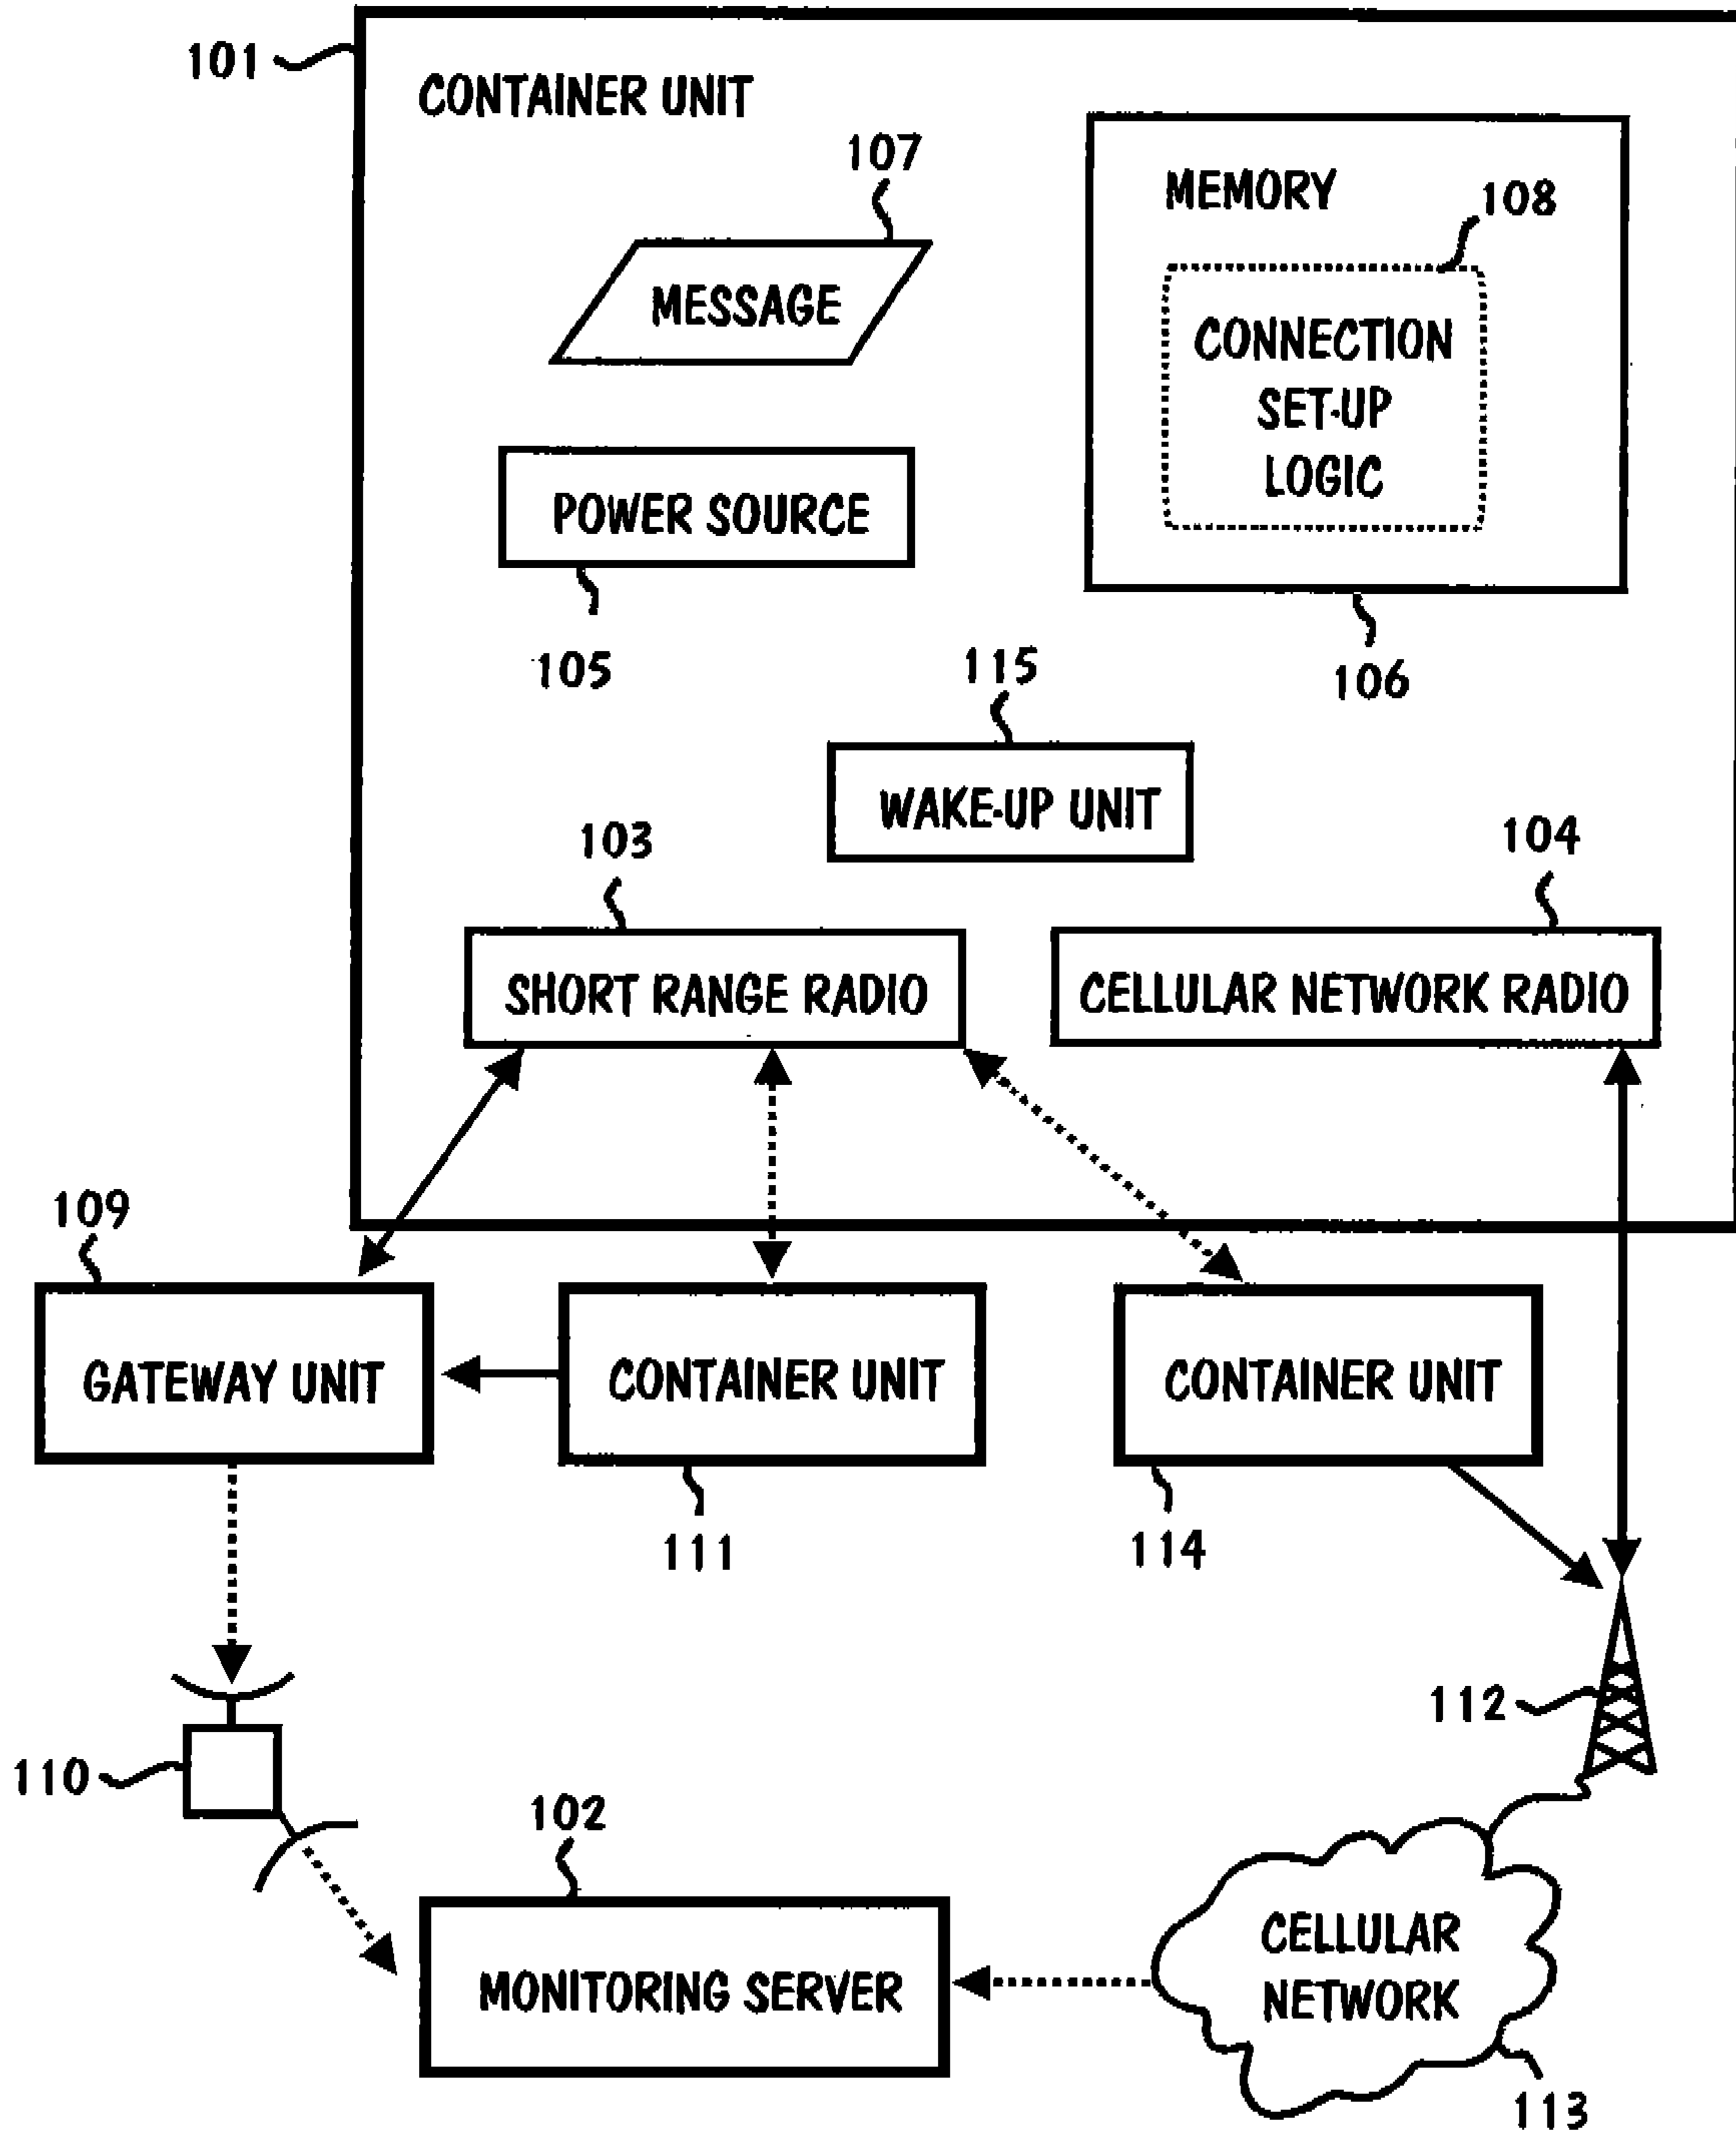 101
CONTAINER UNIT
107
MEMORY
108
MESSAGE
CONNECTION
SET-UP
LOGIC
POWER SOURCE
105
115
106
WAKE-UP UNIT
103
104
SHORT RANGE RADIO
CELLULAR NETWORK RADIO
109
GATEWAY UNIT
CONTAINER UNIT
CONTAINER UNIT
111
114
112
110
102
CELLULAR
NETWORK
MONITORING SERVER
113